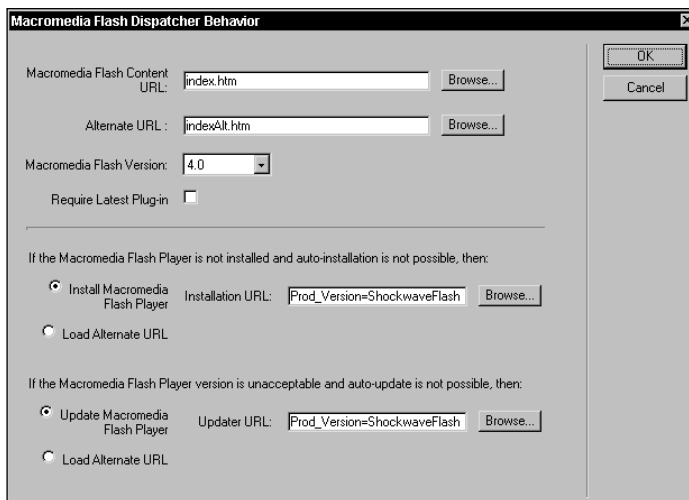 Macromedia Flash Dispatcher Behavior
Macromedia Flash Content URL: index.htm Browse... OK
Cancel
Alternate URL : indexAlt.htm Browse...
Macromedia Flash Version: 4.0
Require Latest Plug-in
If the Macromedia Flash Player is not installed and auto-installation is not possible, then:
Install Macromedia Flash Player Installation URL: Prod_Version=ShockwaveFlash Browse...
Load Alternate URL
If the Macromedia Flash Player version is unacceptable and auto-update is not possible, then:
Update Macromedia Flash Player Updater URL: Prod_Version=ShockwaveFlash Browse...
Load Alternate URL